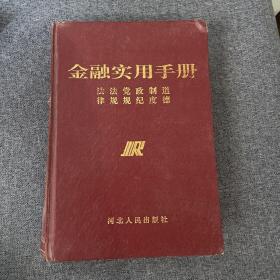 金融实用手册
法法党政制道
律规规纪度德
河北人民出版社